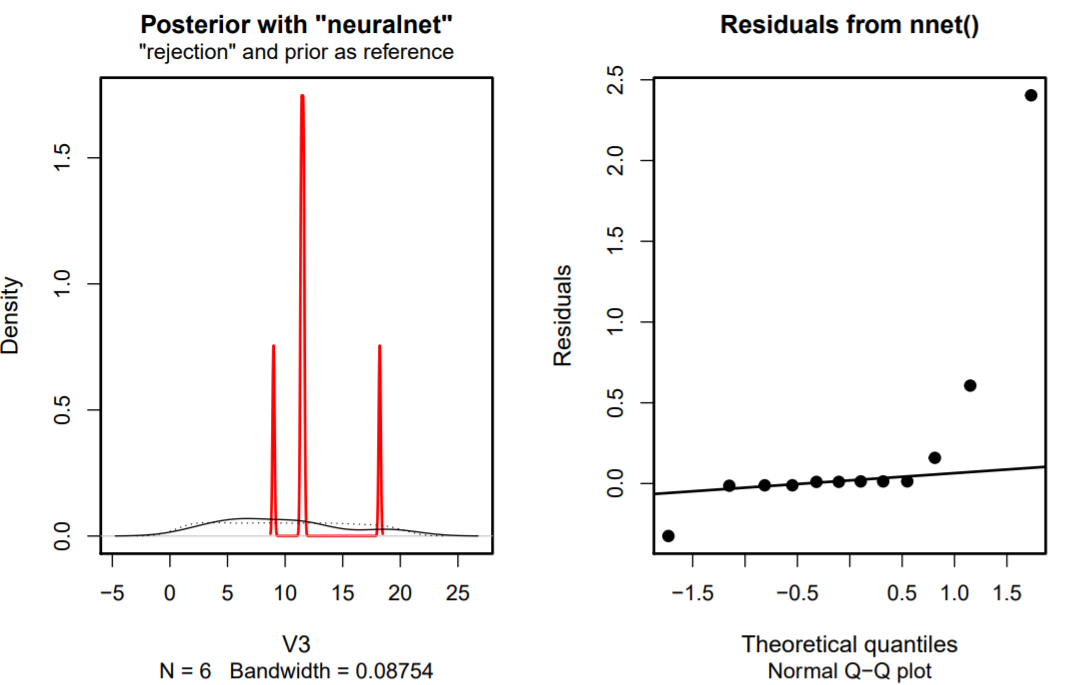 Posterior with "neuralnet"
"rejection" and prior as reference
Density
0.0 0.5 1.0 1.5
−5 0 5 10 15 20 25
V3
N = 6 Bandwidth = 0.08754
Residuals from nnet()
Residuals
0.0 0.5 1.0 1.5 2.0 2.5
−1.5 −0.5 0.5 1.0 1.5
Theoretical quantiles
Normal Q−Q plot